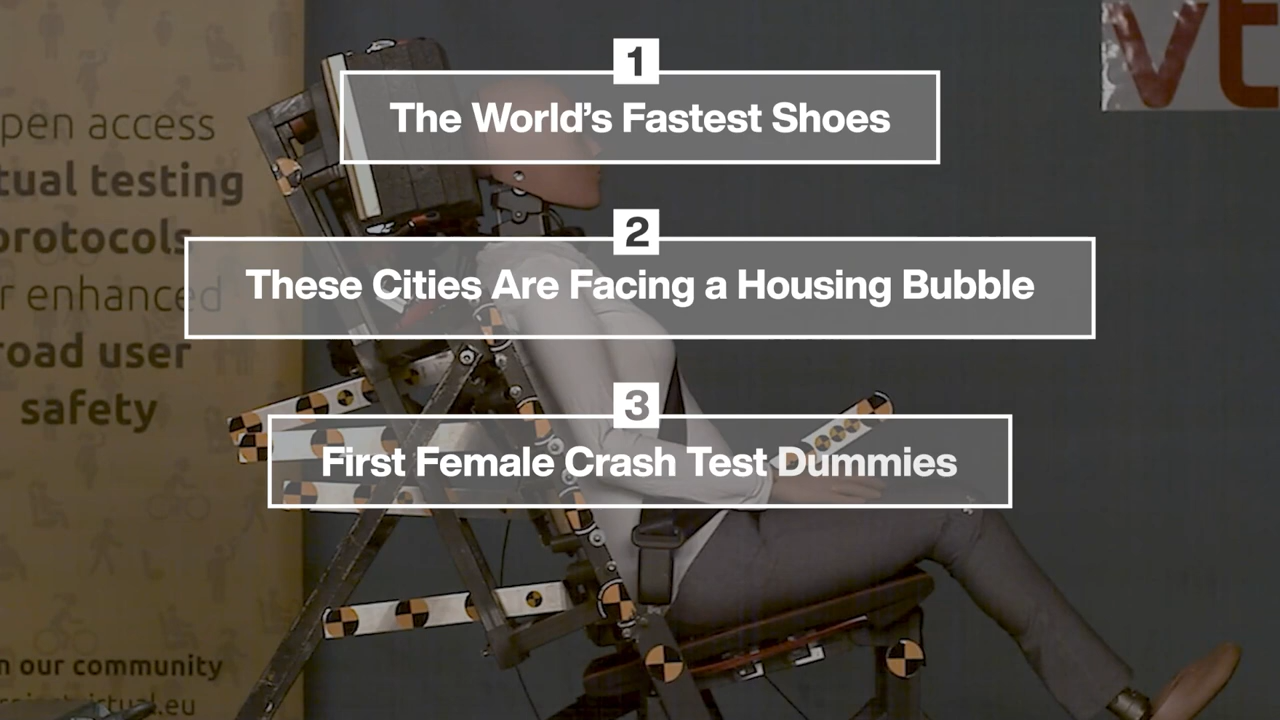 1
The World's Fastest Shoes
2
These Cities Are Facing a Housing Bubble
3
First Female Crash Test Dummies
vt
pen access
tual testing
protocols
r enhanced
road user
safety
n our community